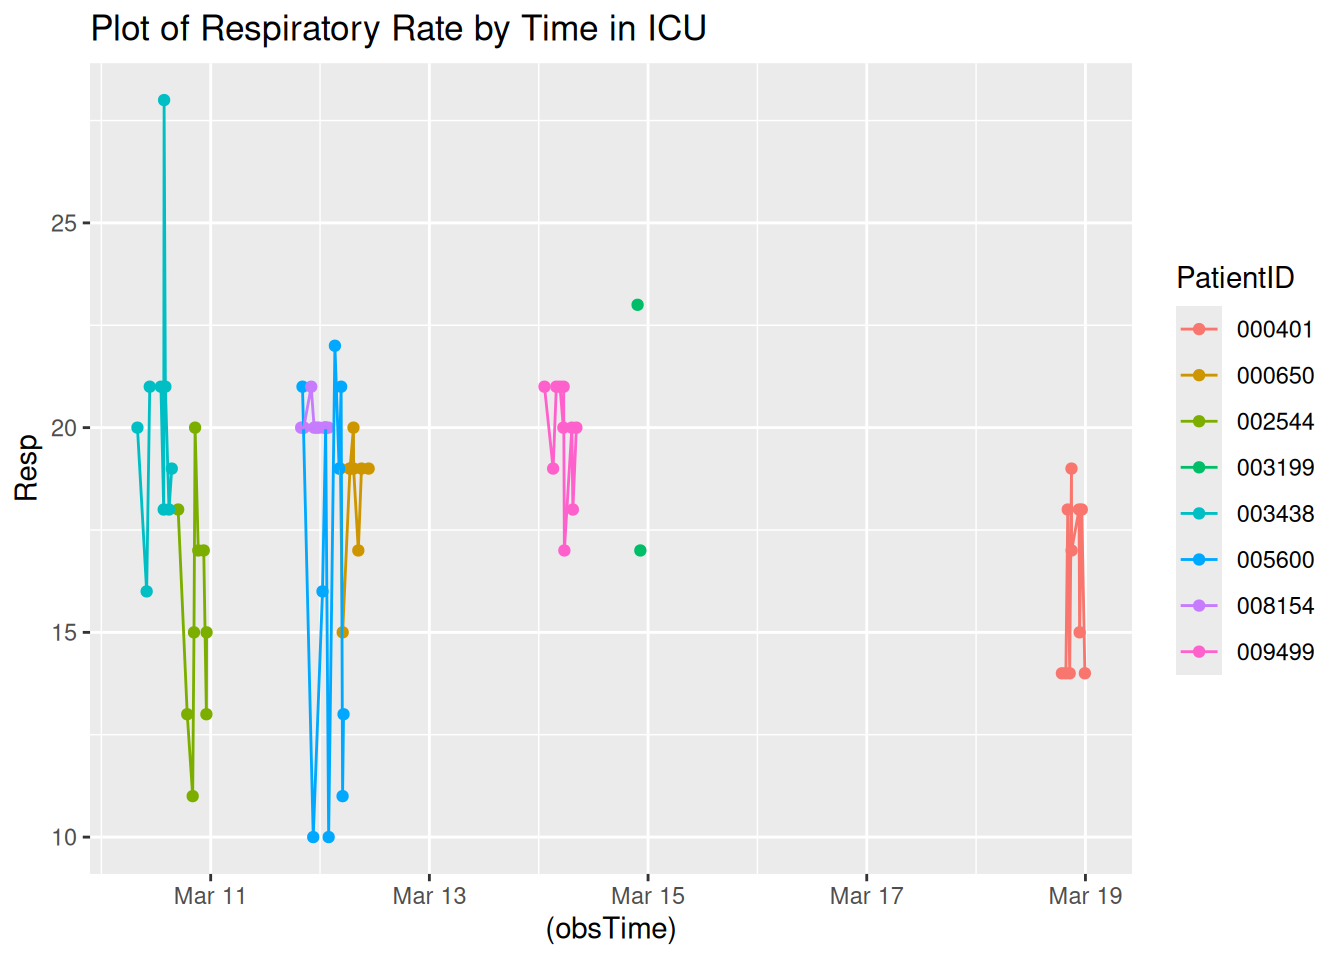 Plot of Respiratory Rate by Time in ICU
Resp
25
20
15
10
Mar 11
Mar 13
Mar 15
Mar 17
Mar 19
(obsTime)
PatientID
000401
000650
002544
003199
003438
005600
008154
009499